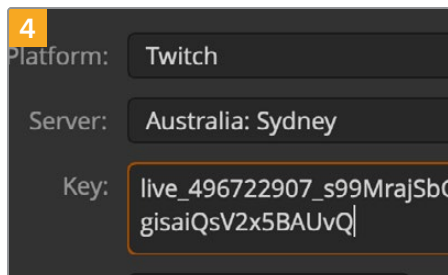 4
Platform: Twitch
Server: Australia: Sydney
Key: live_496722907_s99MrajSb
gisaiQsV2x5BAUvQ